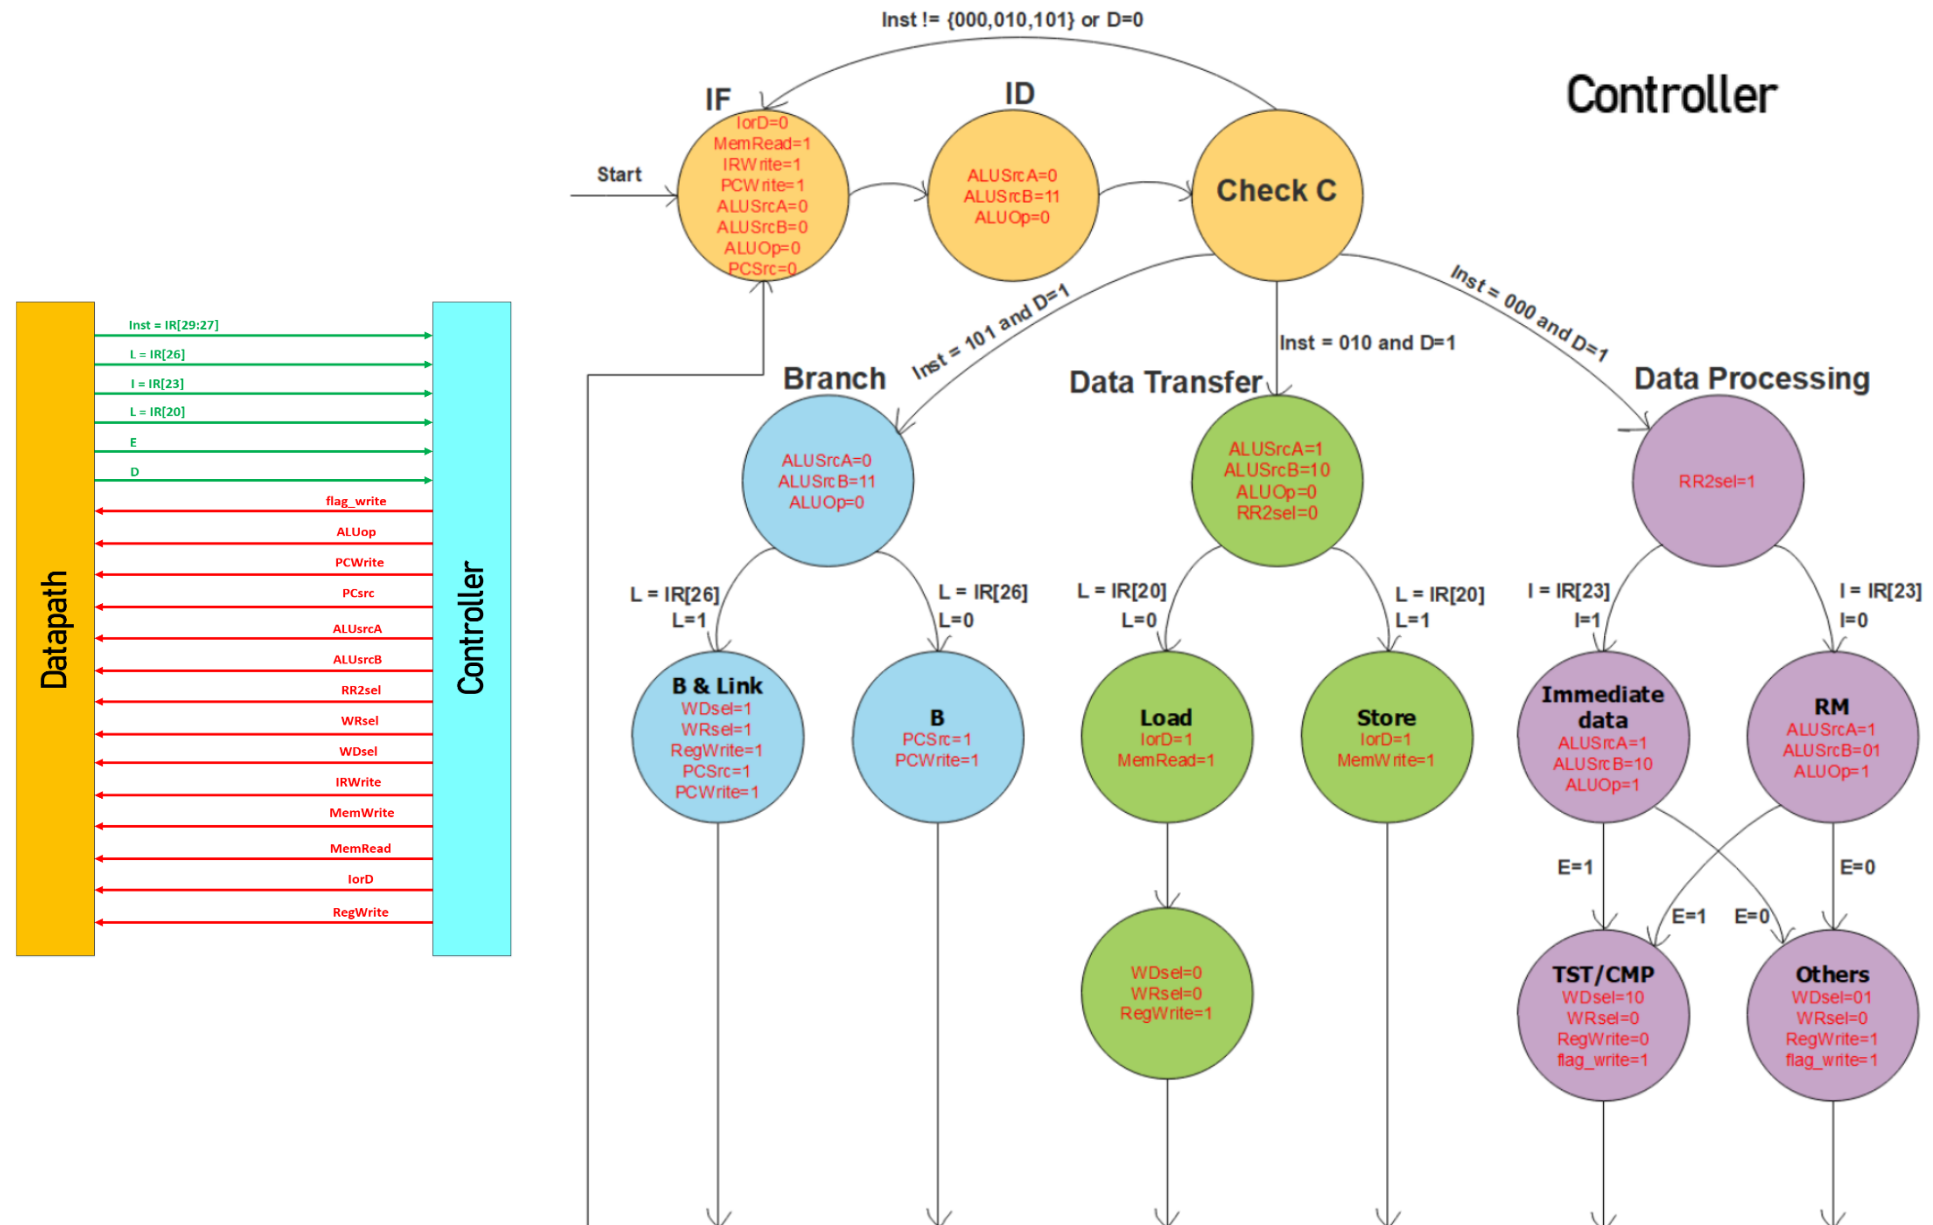 Controller
Inst = IR[29:27]
L = IR[26]
I = IR[23]
L = IR[20]
E
D
flag_write
ALUop
PCWrite
PCsrc
ALUsrcA
ALUsrcB
RR2sel
WRsel
WDsel
IRWrite
MemWrite
MemRead
IorD
RegWrite
Datapath
Controller
Inst != {000,010,101} or D=0
Start
IF
IorD=0
MemRead=1
IRWrite=1
PCWrite=1
ALUSrcA=0
ALUSrcB=0
ALUOp=0
PCSrc=0
ID
ALUSrcA=0
ALUSrcB=11
ALUOp=0
Check C
Inst = 101 and D=1
Inst = 010 and D=1
Inst = 000 and D=1
Branch
ALUSrcA=0
ALUSrcB=11
ALUOp=0
Data Transfer
ALUSrcA=1
ALUSrcB=10
ALUOp=0
RR2sel=0
Data Processing
RR2sel=1
L = IR[26]
L=1
L = IR[26]
L=0
L = IR[20]
L=0
L = IR[20]
L=1
I = IR[23]
I=1
I = IR[23]
I=0
B & Link
WDsel=1
WRsel=1
RegWrite=1
PCSrc=1
PCWrite=1
B
PCSrc=1
PCWrite=1
Load
IorD=1
MemRead=1
Store
IorD=1
MemWrite=1
Immediate
data
ALUSrcA=1
ALUSrcB=10
ALUOp=1
RM
ALUSrcA=1
ALUSrcB=01
ALUOp=1
E=1
E=0
E=1
E=0
WDsel=0
WRsel=0
RegWrite=1
TST/CMP
WDsel=10
WRsel=0
RegWrite=0
flag_write=1
Others
WDsel=01
WRsel=0
RegWrite=1
flag_write=1